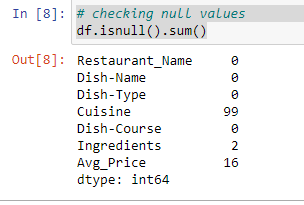 In [8]: # checking null values
df.isnull().sum()
Out[8]: Restaurant_Name 0
Dish-Name 0
Dish-Type 0
Cuisine 99
Dish-Course 0
Ingredients 2
Avg_Price 16
dtype: int64